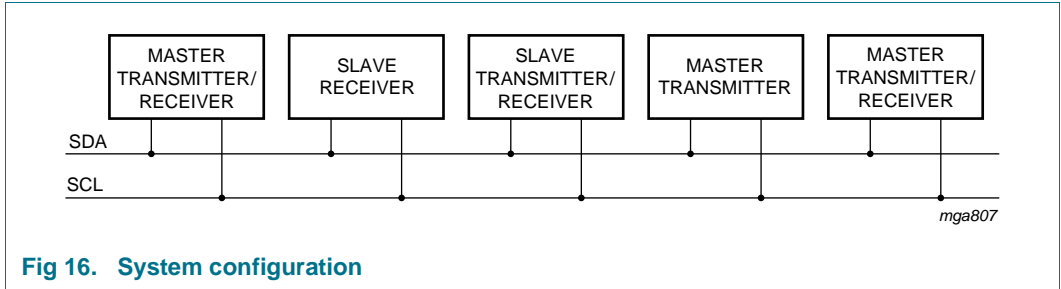 MASTER
TRANSMITTER/
RECEIVER
SLAVE
RECEIVER
SLAVE
TRANSMITTER/
RECEIVER
MASTER
TRANSMITTER
MASTER
TRANSMITTER/
RECEIVER
SDA
SCL
mga807
Fig 16. System configuration